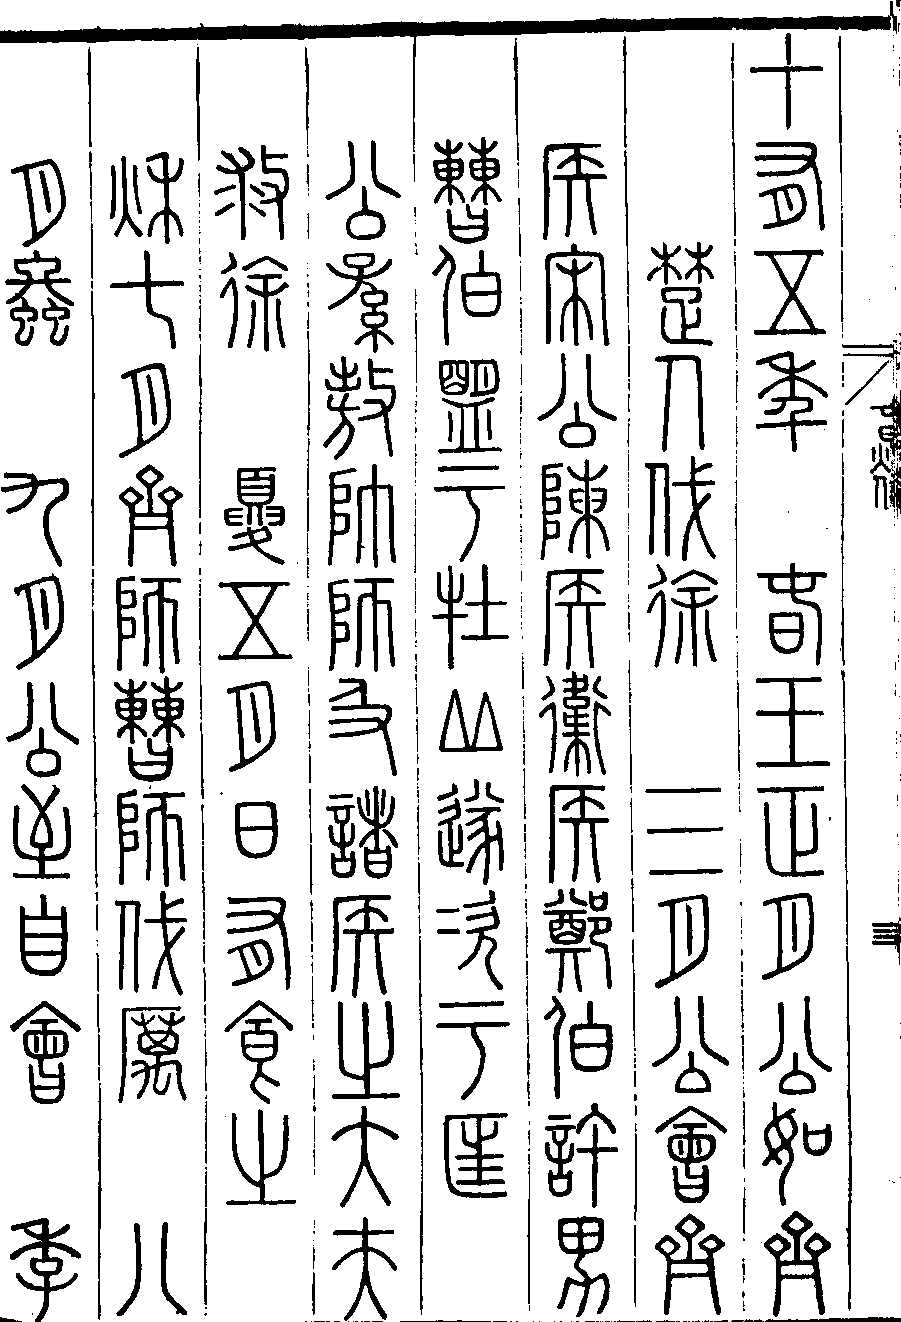 十有五年春王正月公如齊
楚人伐徐三月公會齊
侯宋公陳侯衛侯鄭伯許男
曹伯盟于牡丘遂次于匡
公孫敖帥師及諸侯之大夫
救徐夏五月日有食之
秋七月齊師曹師伐厲八
月螽九月公至自會季